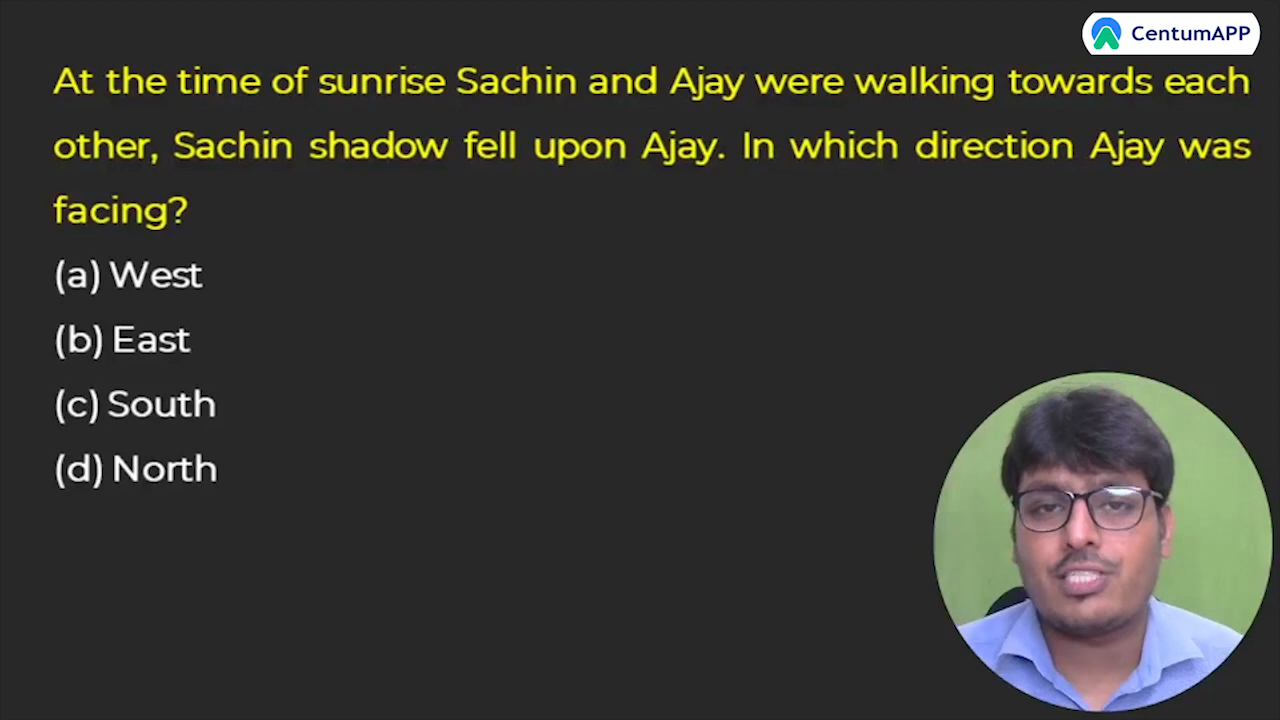 CentumAPP
At the time of sunrise Sachin and Ajay were walking towards each
other, Sachin shadow fell upon Ajay. In which direction Ajay was
facing?
(a) West
(b) East
(c) South
(d) North